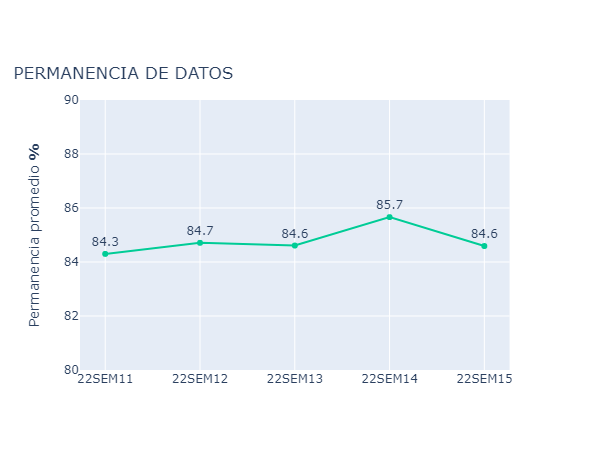 PERMANENCIA DE DATOS
Permanencia promedio %
90
88
86
84
82
80
84.3
84.7
84.6
85.7
84.6
22SEM11
22SEM12
22SEM13
22SEM14
22SEM15